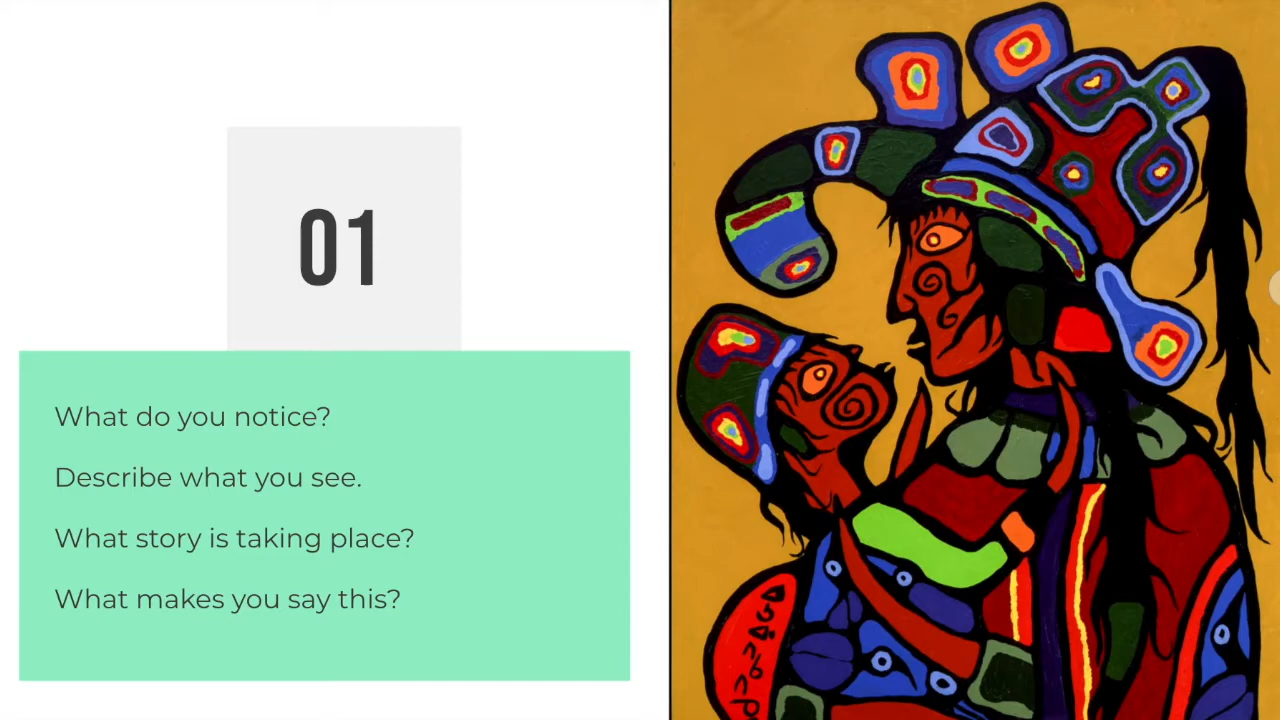 01
What do you notice?
Describe what you see.
What story is taking place?
What makes you say this?